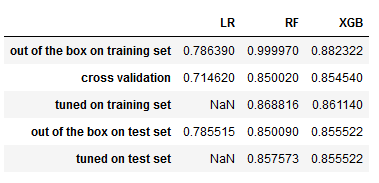 LR RF XGB
out of the box on training set 0.786390 0.999970 0.882322
cross validation 0.714620 0.850020 0.854540
tuned on training set NaN 0.868816 0.861140
out of the box on test set 0.785515 0.850090 0.855522
tuned on test set NaN 0.857573 0.855522